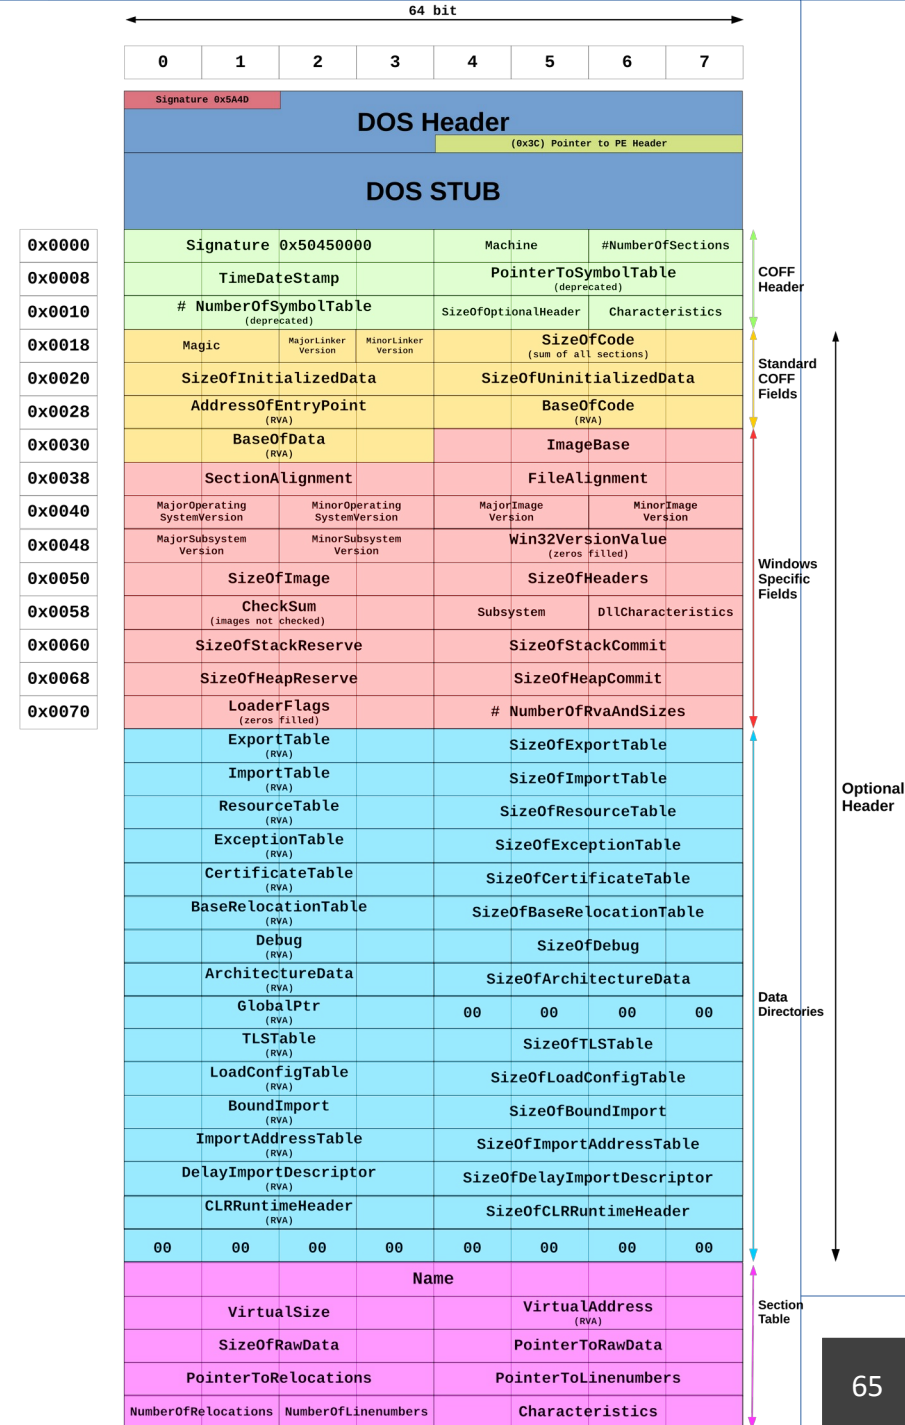 64 bit
0 1 2 3 4 5 6 7
Signature 0x5A4D
DOS Header
(0x3C) Pointer to PE Header
DOS STUB
0x0000 Signature 0x50450000 Machine #NumberOfSections
0x0008 TimeDateStamp PointerToSymbolTable
(deprecated)
COFF
Header
0x0010 # NumberOfSymbolTable SizeOfOptionalHeader Characteristics
(deprecated)
0x0018 Magic MajorLinker MinorLinker SizeOfCode
Version Version (sum of all sections)
Standard
COFF
Fields
0x0020 SizeOfInitializedData SizeOfUninitializedData
0x0028 AddressOfEntryPoint BaseOfCode
(RVA) (RVA)
0x0030 BaseOfData ImageBase
(RVA)
0x0038 SectionAlignment FileAlignment
0x0040 MajorOperating MinorOperating MajorImage MinorImage
SystemVersion SystemVersion Version Version
0x0048 MajorSubsystem MinorSubsystem Win32VersionValue
Version Version (zeros filled)
Windows
Specific
Fields
0x0050 SizeOfImage SizeOfHeaders
0x0058 CheckSum Subsystem DllCharacteristics
(images not checked)
0x0060 SizeOfStackReserve SizeOfStackCommit
0x0068 SizeOfHeapReserve SizeOfHeapCommit
0x0070 LoaderFlags # NumberOfRvaAndSizes
(zeros filled)
ExportTable SizeOfExportTable
(RVA)
ImportTable SizeOfImportTable
(RVA)
Optional
Header
ResourceTable SizeOfResourceTable
(RVA)
ExceptionTable SizeOfExceptionTable
(RVA)
CertificateTable SizeOfCertificateTable
(RVA)
BaseRelocationTable SizeOfBaseRelocationTable
(RVA)
Debug SizeOfDebug
(RVA)
ArchitectureData SizeOfArchitectureData
(RVA)
Data
Directories
GlobalPtr 00 00 00 00
(RVA)
TLSTable SizeOfTLSTable
(RVA)
LoadConfigTable SizeOfLoadConfigTable
(RVA)
BoundImport SizeOfBoundImport
(RVA)
ImportAddressTable SizeOfImportAddressTable
(RVA)
DelayImportDescriptor SizeOfDelayImportDescriptor
(RVA)
CLRRuntimeHeader SizeOfCLRRuntimeHeader
(RVA)
00 00 00 00 00 00 00 00
Name
VirtualSize VirtualAddress
(RVA)
Section
Table
SizeOfRawData PointerToRawData
PointerToRelocations PointerToLinenumbers
NumberOfRelocations NumberOfLinenumbers Characteristics
65